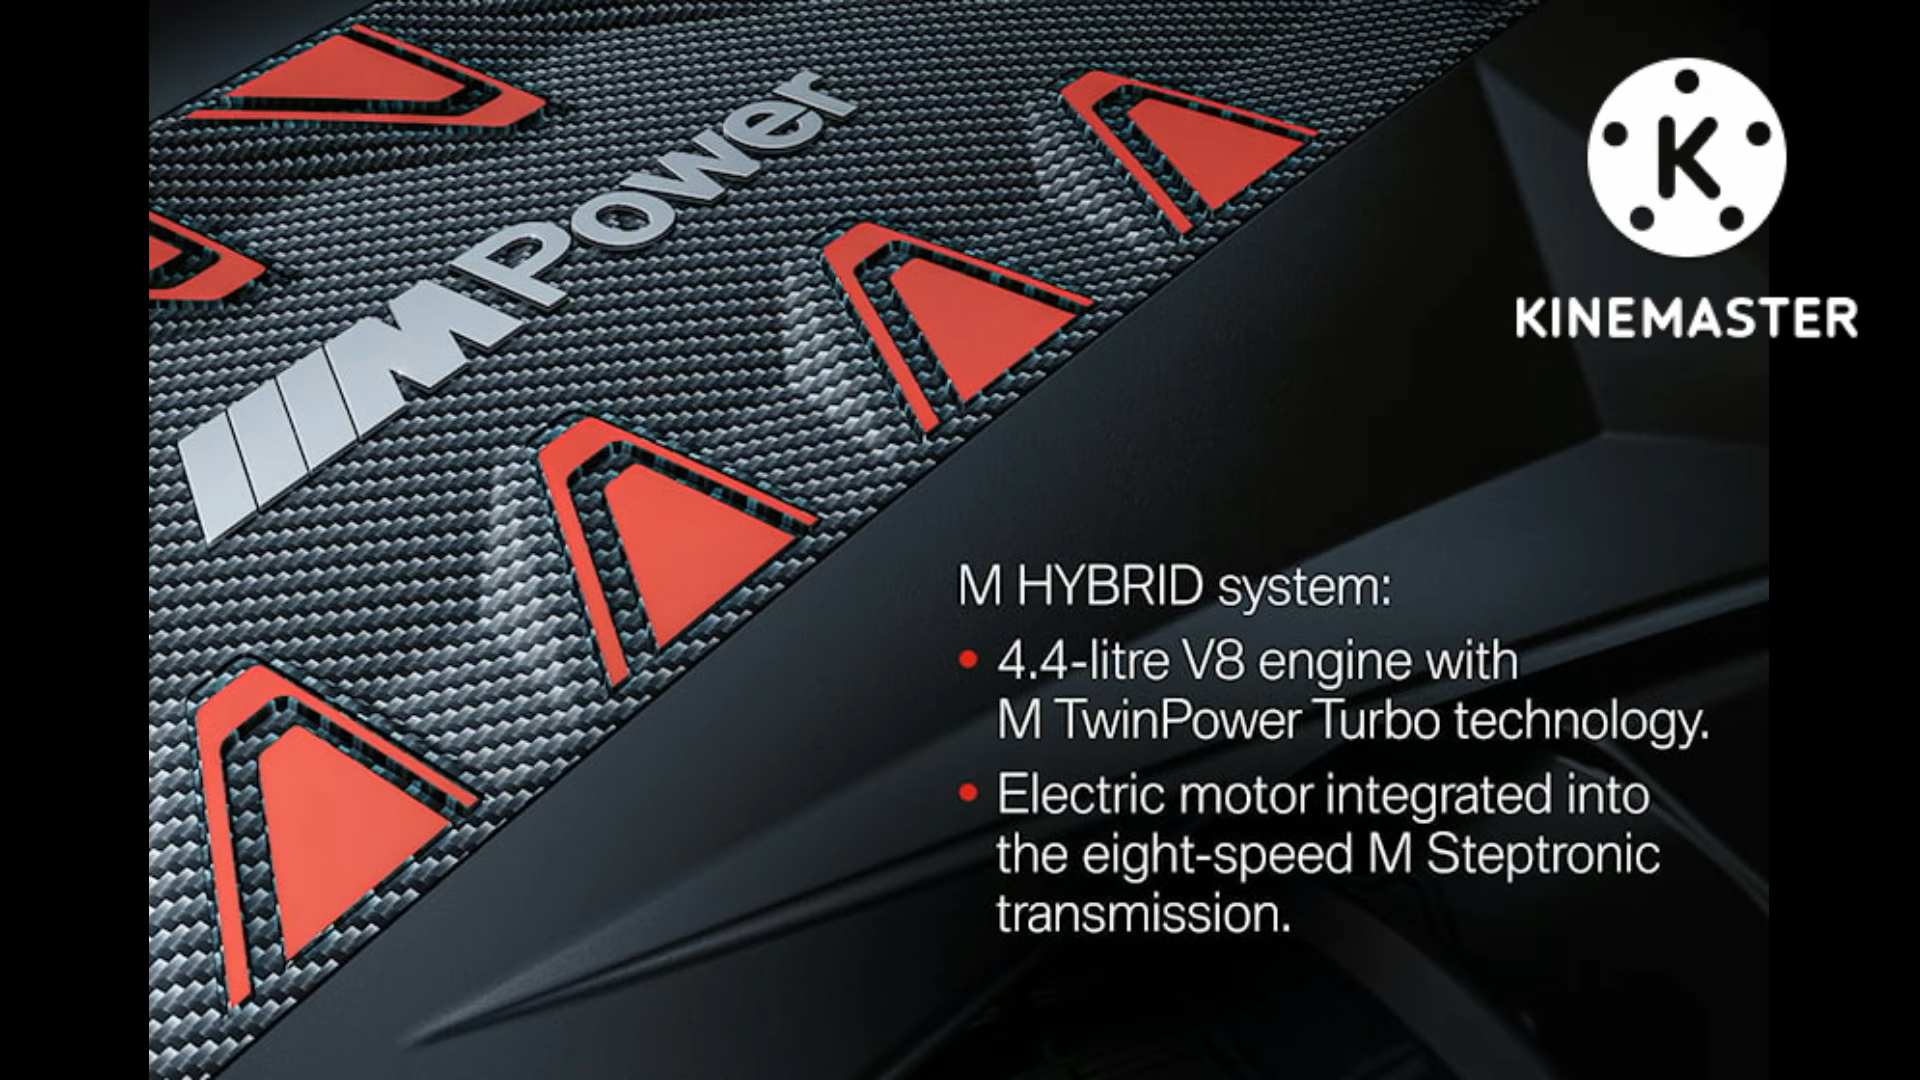 M Power
K
KINEMASTER
M HYBRID system:
• 4.4-litre V8 engine with
M TwinPower Turbo technology.
• Electric motor integrated into
the eight-speed M Steptronic
transmission.